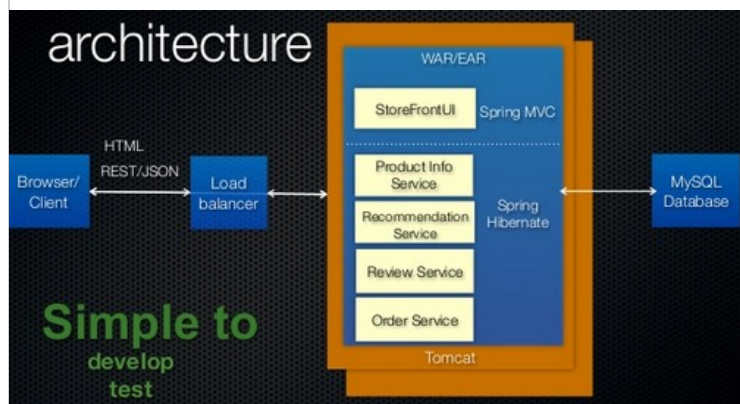 architecture
WAR/EAR
StoreFrontUI
Spring MVC
HTML
REST/JSON
Browser/
Client
Load
balancer
Product Info
Service
Recommendation
Service
Review Service
Order Service
Spring
Hibernate
MySQL
Database
Tomcat
Simple to
develop
test